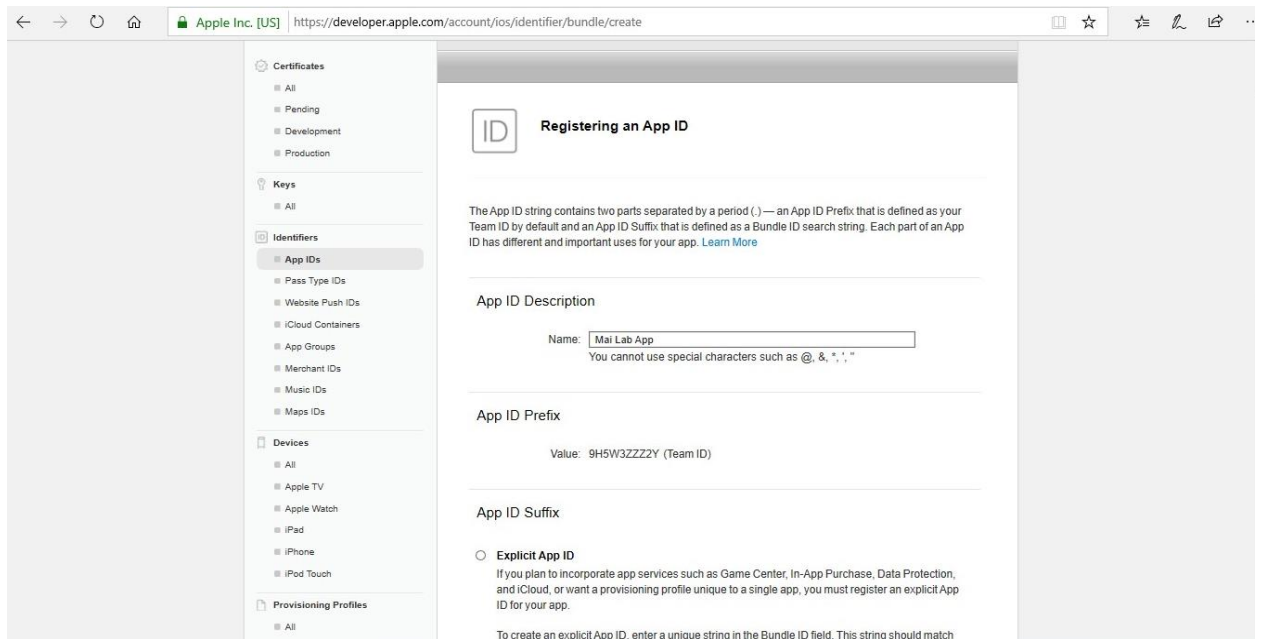 Apple Inc. [US]
https://developer.apple.com/account/ios/identifier/bundle/create
Certificates
All
Pending
Development
Production
Keys
All
ID Identifiers
App IDs
Pass Type IDs
Website Push IDs
iCloud Containers
App Groups
Merchant IDs
Music IDs
Maps IDs
Devices
All
Apple TV
Apple Watch
iPad
iPhone
iPod Touch
Provisioning Profiles
All
ID
Registering an App ID
The App ID string contains two parts separated by a period (.) — an App ID Prefix that is defined as your
Team ID by default and an App ID Suffix that is defined as a Bundle ID search string. Each part of an App
ID has different and important uses for your app. Learn More
App ID Description
Name: Mai Lab App
You cannot use special characters such as @, &, *, ', "
App ID Prefix
Value: 9H5W3ZZZ2Y (Team ID)
App ID Suffix
Explicit App ID
If you plan to incorporate app services such as Game Center, In-App Purchase, Data Protection,
and iCloud, or want a provisioning profile unique to a single app, you must register an explicit App
ID for your app.
To create an explicit App ID, enter a unique string in the Bundle ID field. This string should match